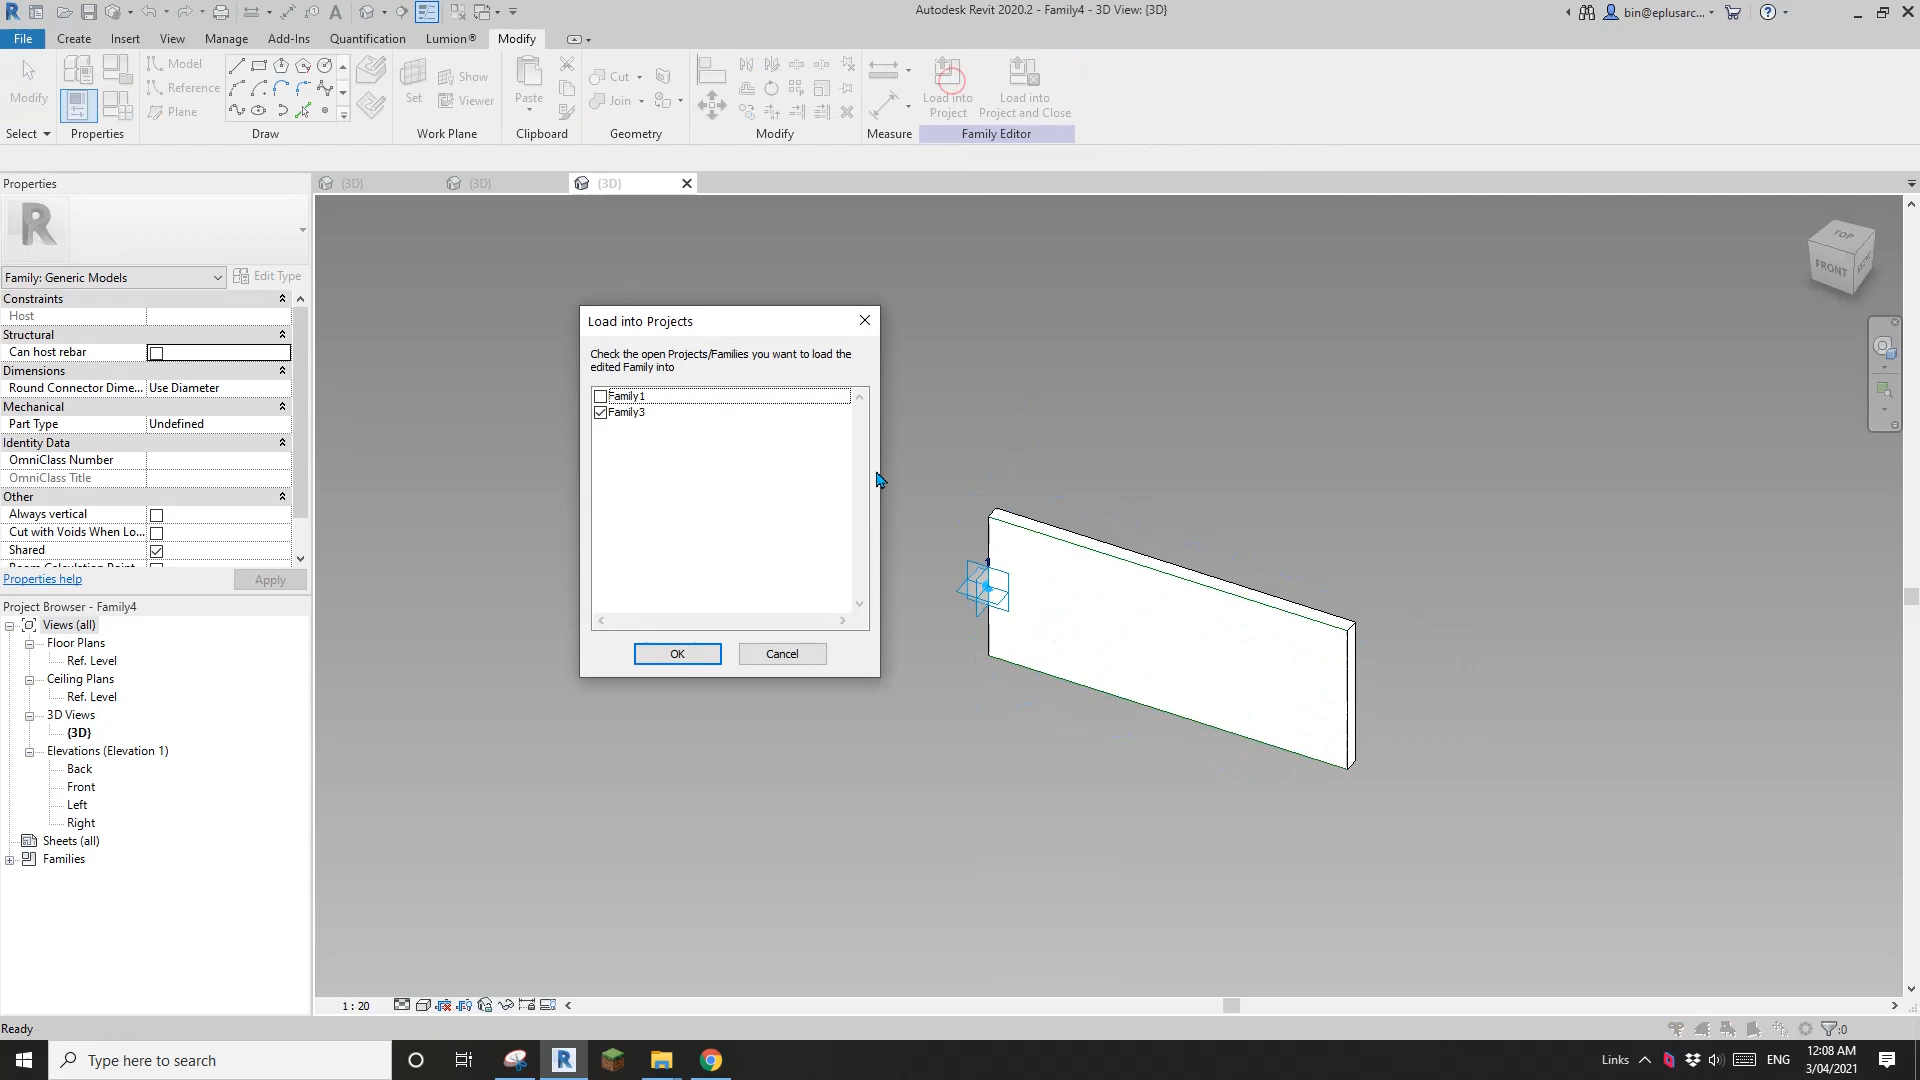 Autodesk Revit 2020.2 - Family4 - 3D View: {3D}
bin@eplusarc...
File Create Insert View Manage Add-Ins Quantification Lumion® Modify
Modify
Model
Reference
Plane
Set
Show
Viewer
Paste
Cut
Join
Load into
Project
Load into
Project and Close
Select Properties Draw Work Plane Clipboard Geometry Modify Measure Family Editor
Properties
{3D} {3D} {3D}
Family: Generic Models Edit Type
Constraints
Host
Structural
Can host rebar
Dimensions
Round Connector Dime... Use Diameter
Mechanical
Part Type Undefined
Identity Data
OmniClass Number
OmniClass Title
Other
Always vertical
Cut with Voids When Lo...
Shared
Properties help Apply
Project Browser - Family4
Views (all)
Floor Plans
Ref. Level
Ceiling Plans
Ref. Level
3D Views
{3D}
Elevations (Elevation 1)
Back
Front
Left
Right
Sheets (all)
Families
Load into Projects
Check the open Projects/Families you want to load the
edited Family into
Family1
Family3
OK Cancel
TOP
FRONT
1 : 20
Ready
:0
Type here to search
Links
ENG
12:08 AM
3/04/2021